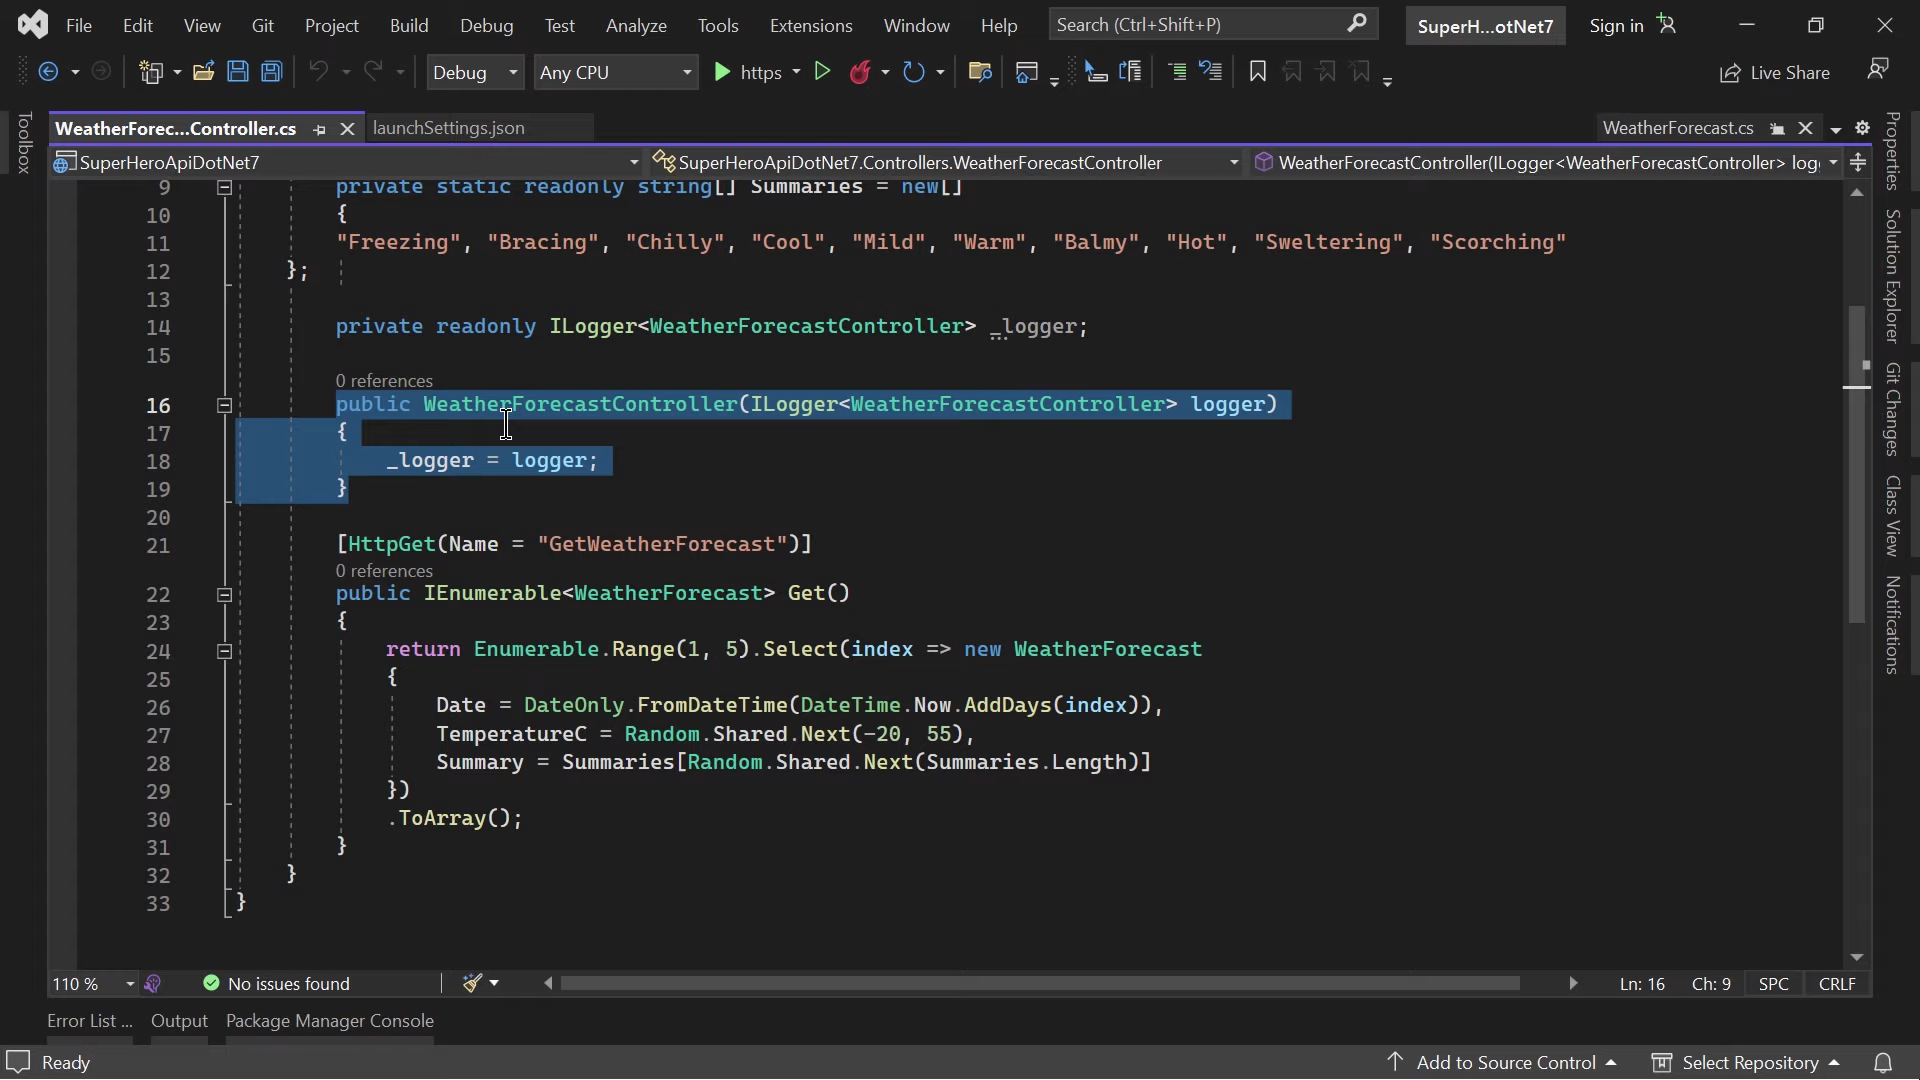 File Edit View Git Project Build Debug Test Analyze Tools Extensions Window Help Search (Ctrl+Shift+P) SuperH...otNet7 Sign in
Debug Any CPU https Live Share
WeatherForec...Controller.cs launchSettings.json WeatherForecast.cs
SuperHeroApiDotNet7 SuperHeroApiDotNet7.Controllers.WeatherForecastController WeatherForecastController(ILogger<WeatherForecastController> log
9 private static readonly string[] Summaries = new[]
10 {
11 "Freezing", "Bracing", "Chilly", "Cool", "Mild", "Warm", "Balmy", "Hot", "Sweltering", "Scorching"
12 };
13
14 private readonly ILogger<WeatherForecastController> _logger;
15
0 references
16 public WeatherForecastController(ILogger<WeatherForecastController> logger)
17 {
18 _logger = logger;
19 }
20
21 [HttpGet(Name = "GetWeatherForecast")]
0 references
22 public IEnumerable<WeatherForecast> Get()
23 {
24 return Enumerable.Range(1, 5).Select(index => new WeatherForecast
25 {
26 Date = DateOnly.FromDateTime(DateTime.Now.AddDays(index)),
27 TemperatureC = Random.Shared.Next(-20, 55),
28 Summary = Summaries[Random.Shared.Next(Summaries.Length)]
29 })
30 .ToArray();
31 }
32 }
33 }
Toolbox
Properties
Solution Explorer
Git Changes
Class View
Notifications
110 % No issues found Ln: 16 Ch: 9 SPC CRLF
Error List ... Output Package Manager Console
Ready Add to Source Control Select Repository